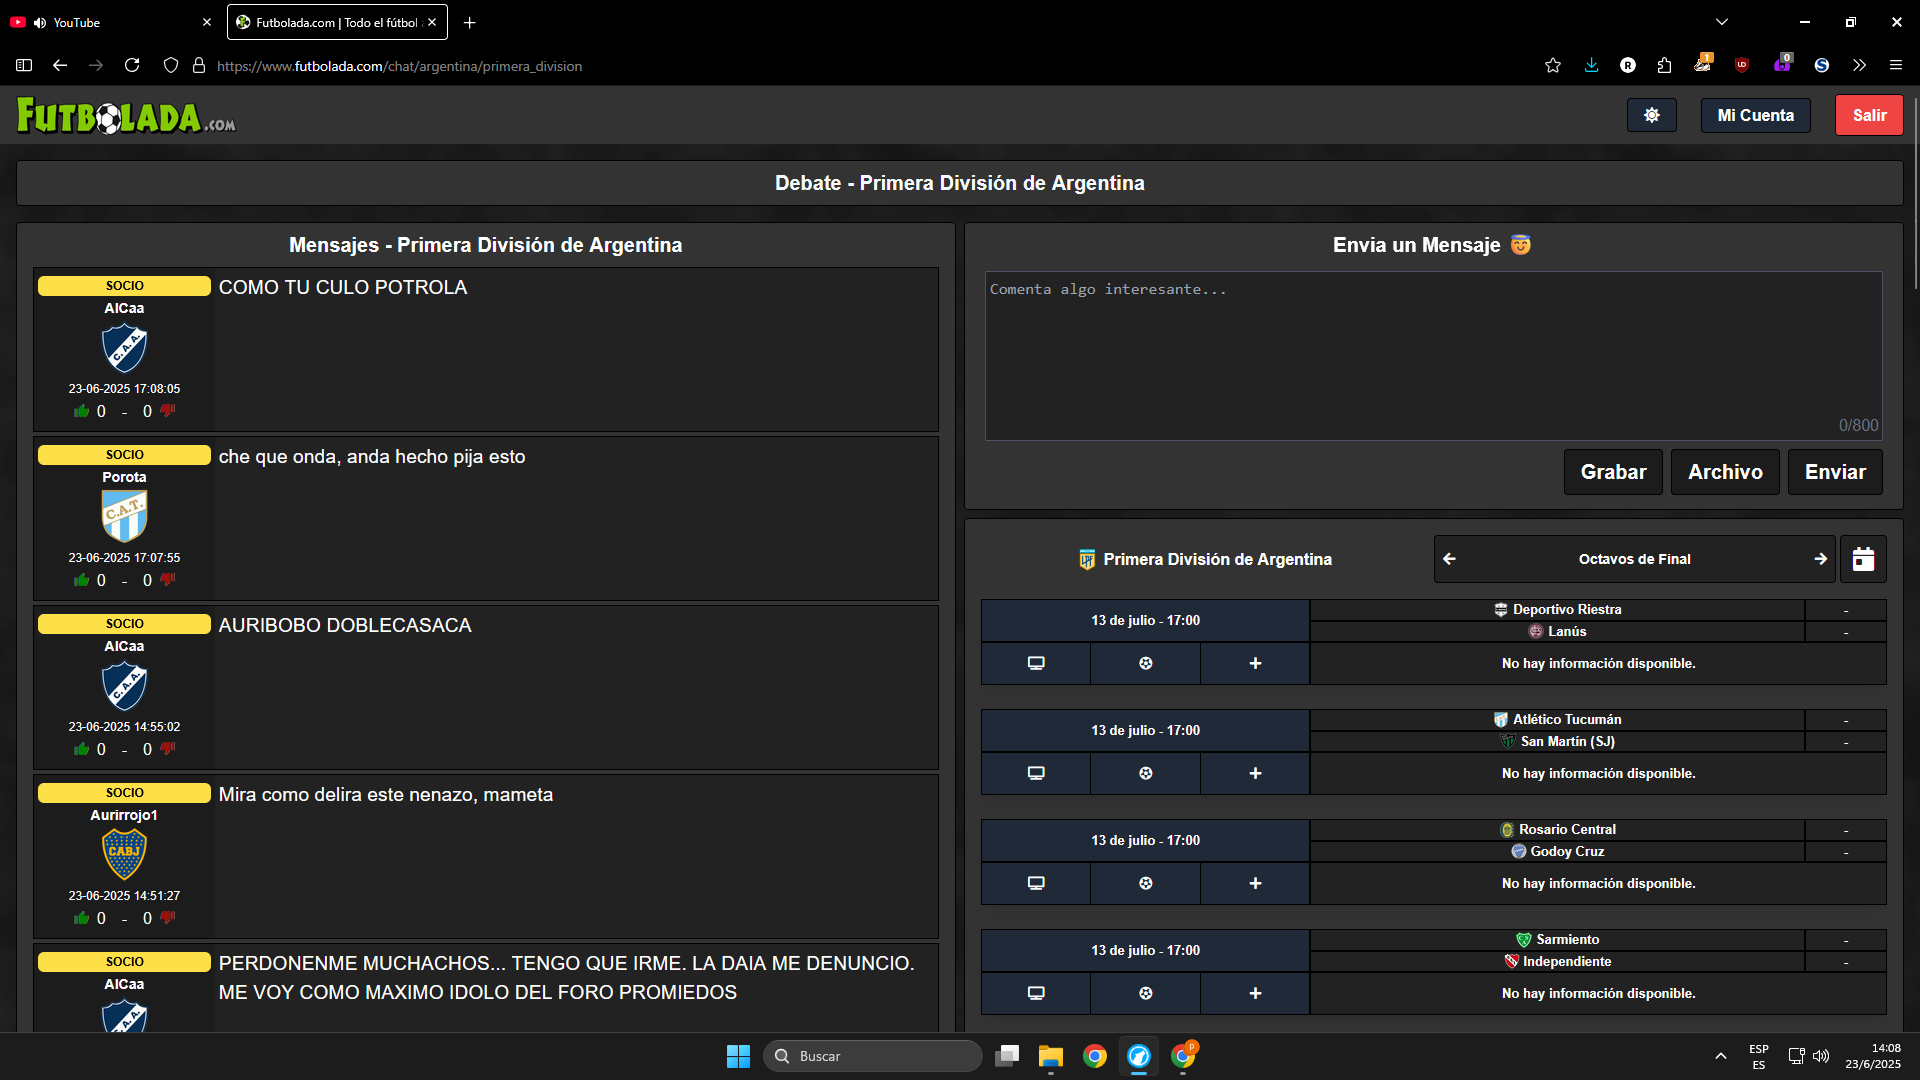 YouTube
Futbolada.com | Todo el fútbol
https://www.futbolada.com/chat/argentina/primera_division
1
0
FUTBOLADA.COM
Mi Cuenta
Salir
Debate - Primera División de Argentina
Mensajes - Primera División de Argentina
SOCIO
AlCaa
C.A.A.
23-06-2025 17:08:05
0 - 0
COMO TU CULO POTROLA
SOCIO
Porota
C.A.T.
23-06-2025 17:07:55
0 - 0
che que onda, anda hecho pija esto
SOCIO
AlCaa
C.A.A.
23-06-2025 14:55:02
0 - 0
AURIBOBO DOBLECASACA
SOCIO
Aurirrojo1
CABJ
23-06-2025 14:51:27
0 - 0
Mira como delira este nenazo, mameta
SOCIO
AlCaa
PERDONENME MUCHACHOS... TENGO QUE IRME. LA DAIA ME DENUNCIO.
ME VOY COMO MAXIMO IDOLO DEL FORO PROMIEDOS
Envia un Mensaje
Comenta algo interesante...
0/800
Grabar
Archivo
Enviar
Primera División de Argentina
Octavos de Final
13 de julio - 17:00
Deportivo Riestra -
Lanús -
No hay información disponible.
13 de julio - 17:00
Atlético Tucumán -
San Martín (SJ) -
No hay información disponible.
13 de julio - 17:00
Rosario Central -
Godoy Cruz -
No hay información disponible.
13 de julio - 17:00
Sarmiento -
Independiente -
No hay información disponible.
Buscar
P
ESP
ES
14:08
23/6/2025